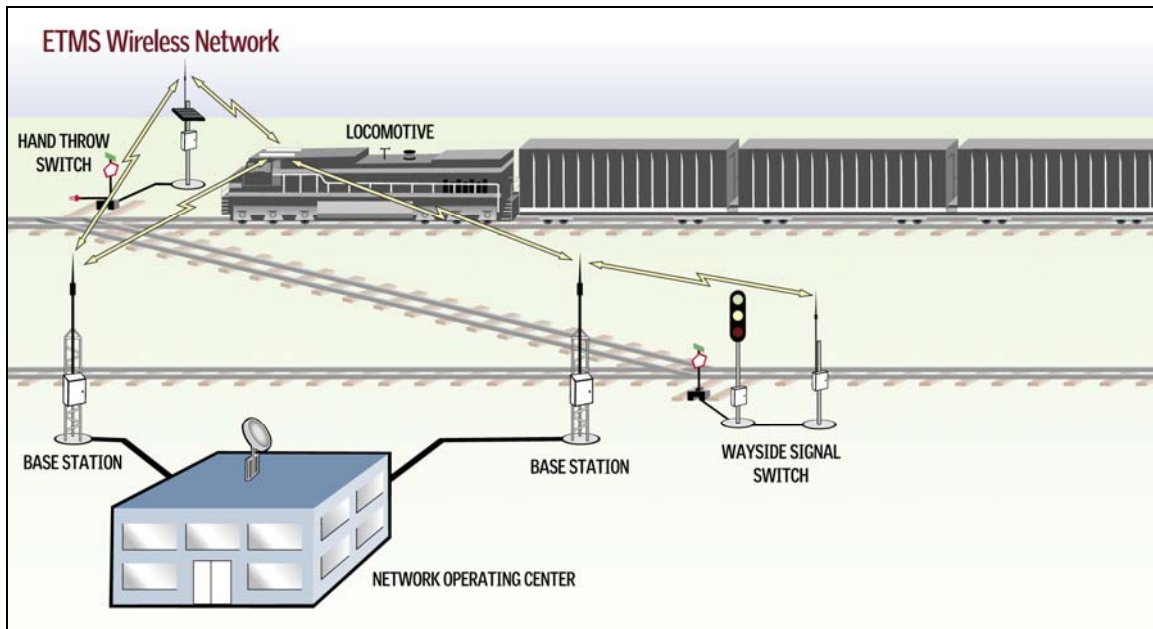 ETMS Wireless Network
HAND THROW
SWITCH
LOCOMOTIVE
BASE STATION
BASE STATION
WAYSIDE SIGNAL
SWITCH
NETWORK OPERATING CENTER